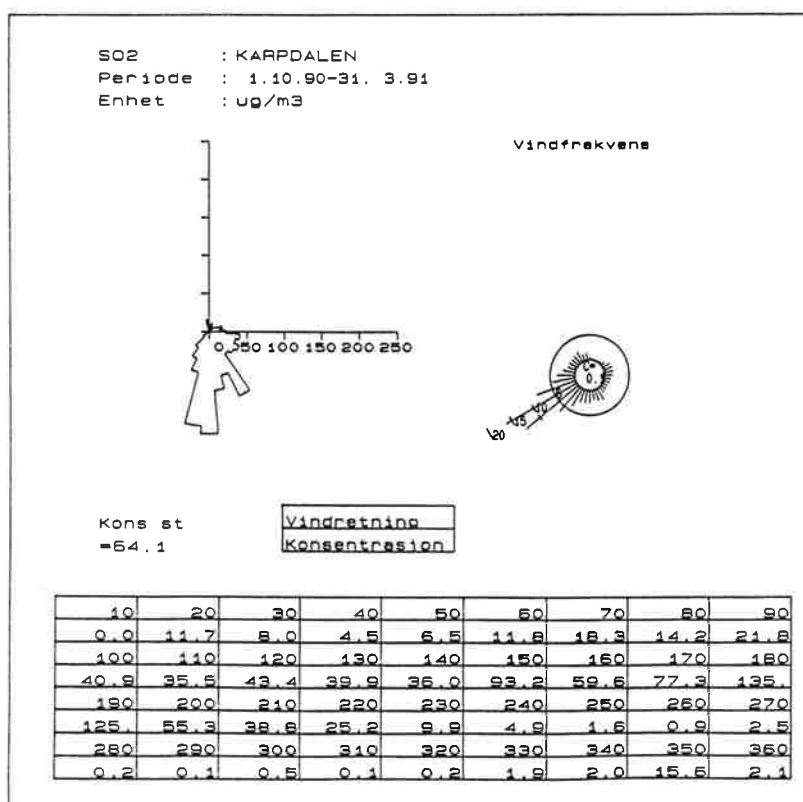 SO2 : KARPDALEN
Periode : 1.10.90-31. 3.91
Enhet : ug/m3
Vindfrekvens
0 50 100 150 200 250
0.
5
20
Kons st
=64.1
Vindretning
Konsentrasjon
10 20 30 40 50 60 70 80 90
0.0 11.7 8.0 4.5 6.5 11.8 18.3 14.2 21.8
100 110 120 130 140 150 160 170 180
40.9 35.5 43.4 39.9 36.0 93.2 59.6 77.3 135.
190 200 210 220 230 240 250 260 270
125. 55.3 38.8 25.2 9.9 4.9 1.6 0.9 2.5
280 290 300 310 320 330 340 350 360
0.2 0.1 0.5 0.1 0.2 1.9 2.0 15.6 2.1